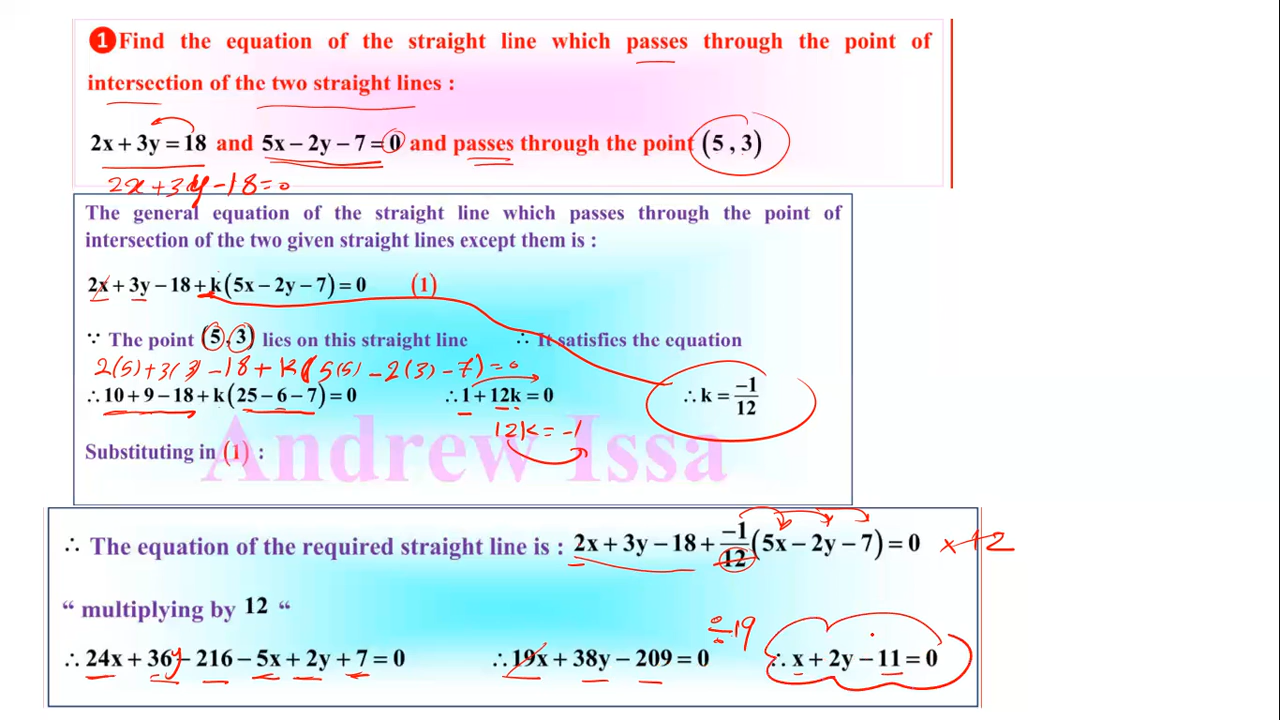 ❶Find the equation of the straight line which passes through the point of
intersection of the two straight lines :
2x + 3y = 18 and 5x − 2y − 7 = 0 and passes through the point (5 , 3)
2x + 3y − 18 = 0
The general equation of the straight line which passes through the point of
intersection of the two given straight lines except them is :
2x + 3y − 18 + k(5x − 2y − 7) = 0 (1)
∵ The point (5, 3) lies on this straight line ∴ It satisfies the equation
2(5) + 3(3) − 18 + k(5(5) − 2(3) − 7) = 0
∴ 10 + 9 − 18 + k(25 − 6 − 7) = 0 ∴ 1 + 12k = 0 ∴ k = −1/12
12k = −1
Substituting in (1) :
Andrew Issa
∴ The equation of the required straight line is : 2x + 3y − 18 + −1/12 (5x − 2y − 7) = 0 ×12
“ multiplying by 12 “
÷19
∴ 24x + 36y − 216 − 5x + 2y + 7 = 0 ∴ 19x + 38y − 209 = 0 ∴ x + 2y − 11 = 0